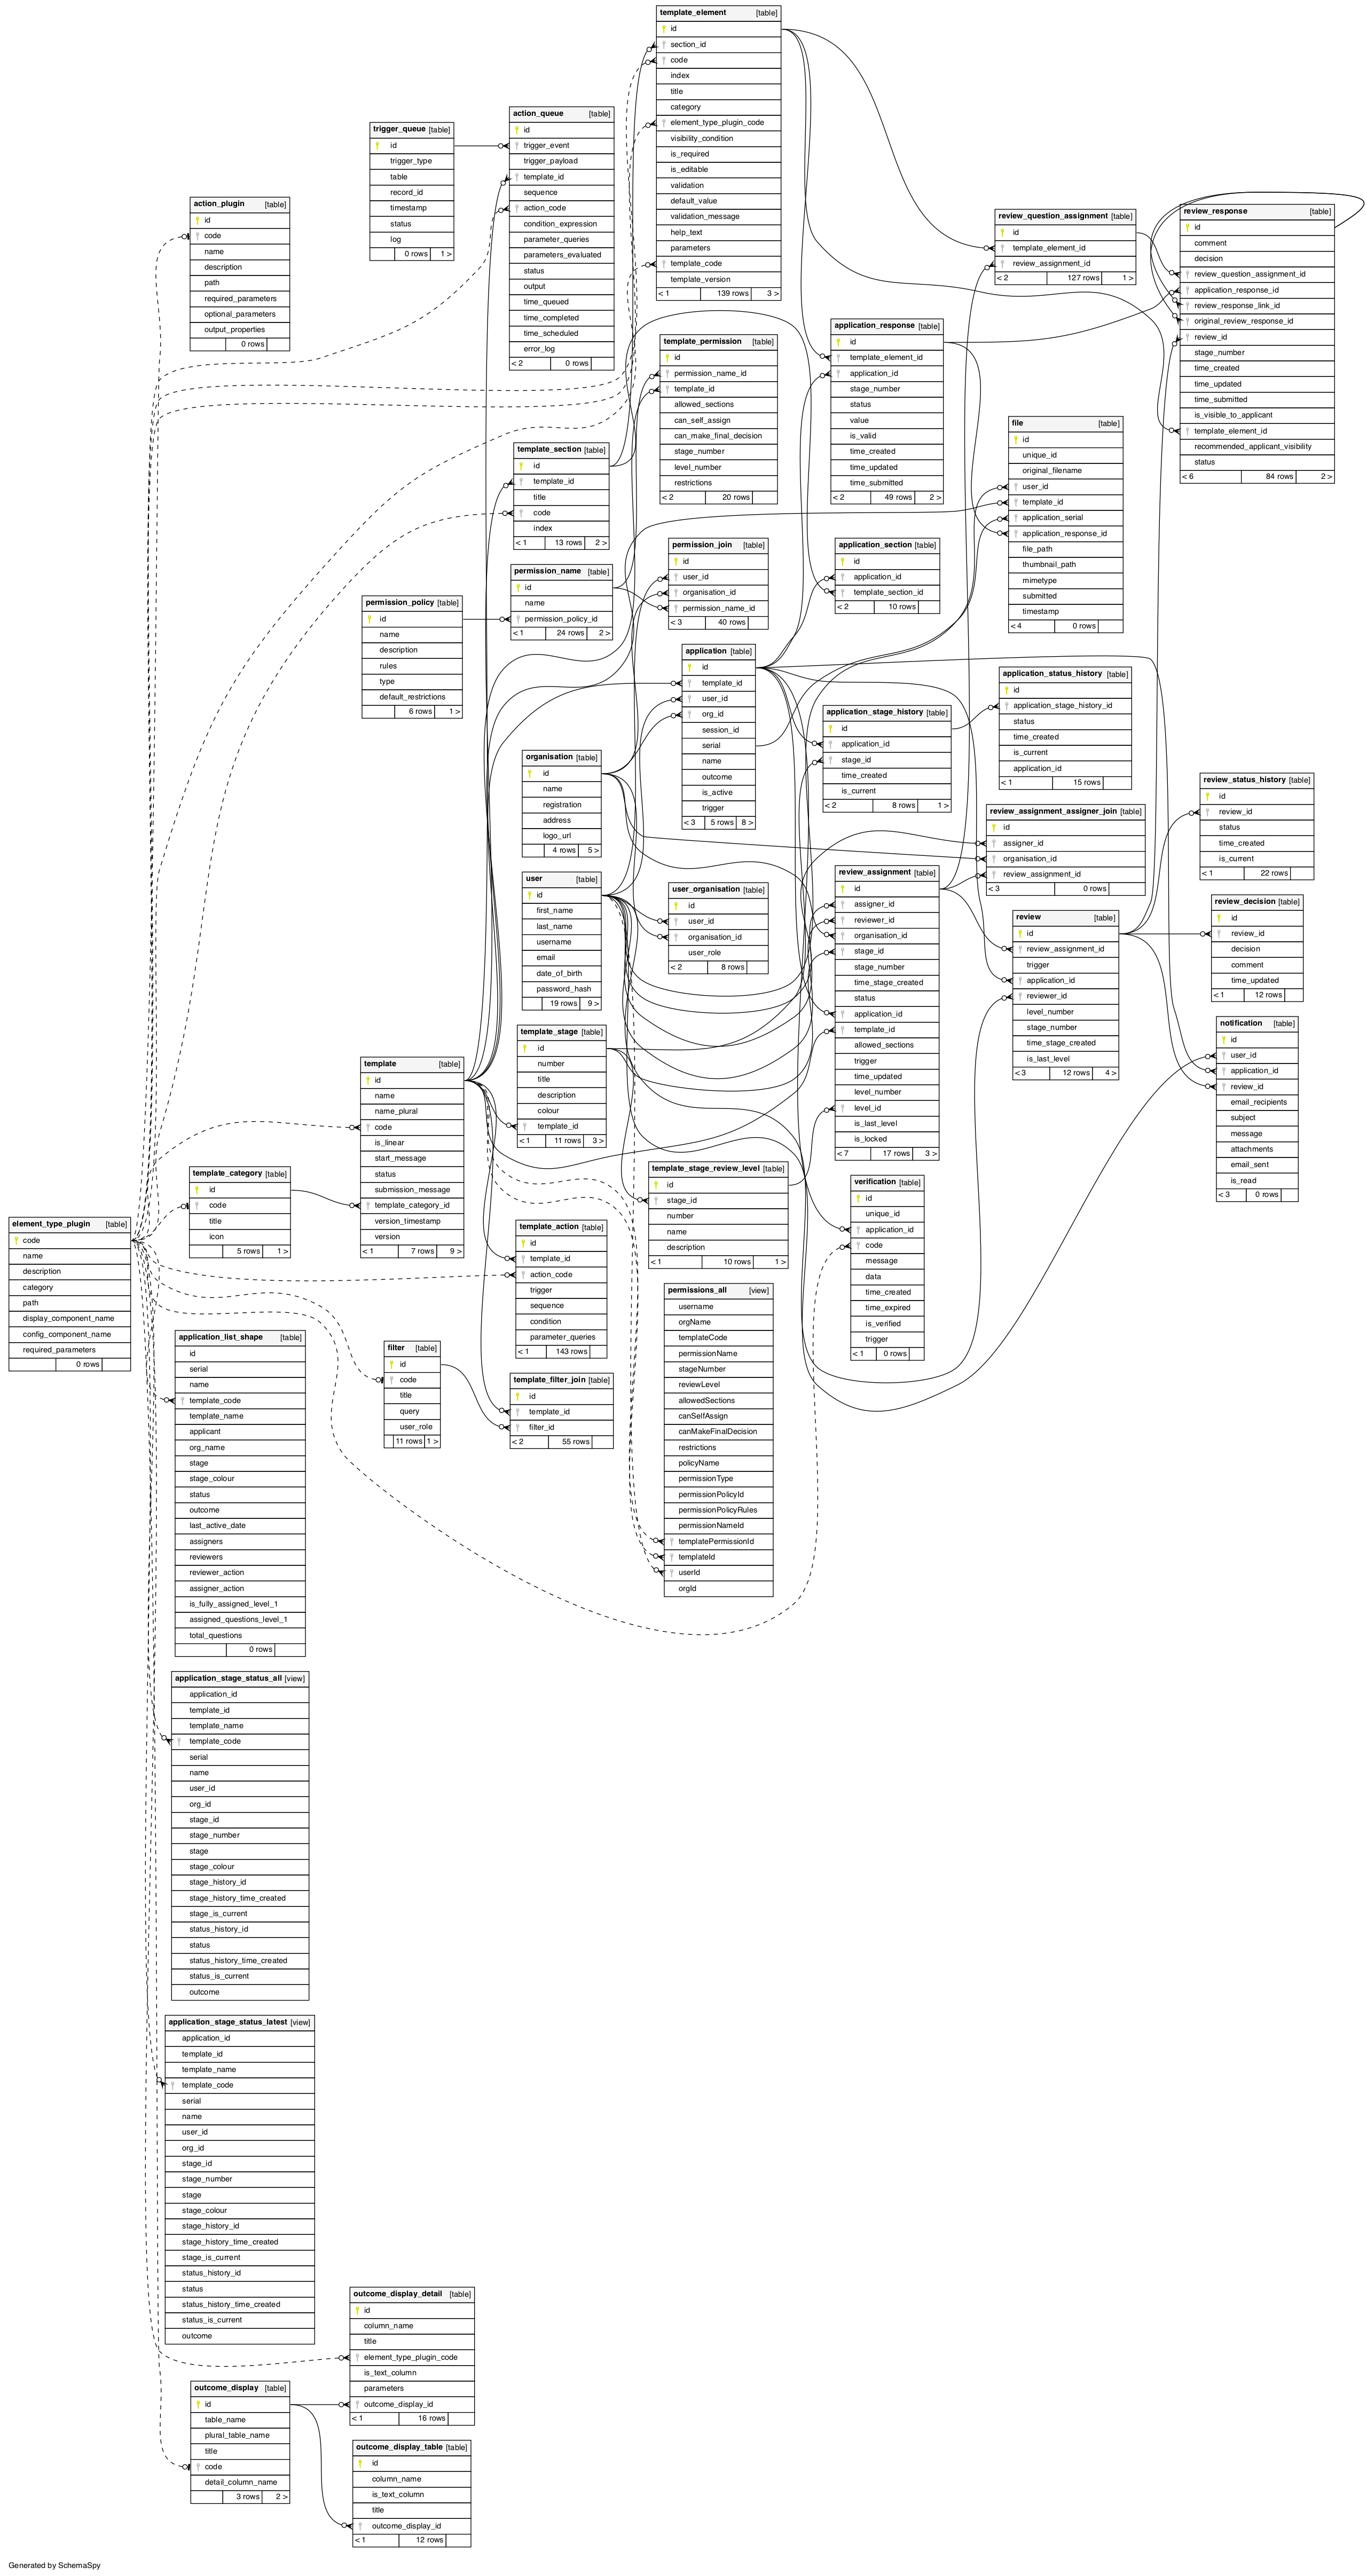 template_element [table]
id
section_id
code
index
title
category
element_type_plugin_code
visibility_condition
is_required
is_editable
validation
default_value
validation_message
help_text
parameters
template_code
template_version
< 1 139 rows 3 >
action_queue [table]
id
trigger_event
trigger_payload
template_id
sequence
action_code
condition_expression
parameter_queries
parameters_evaluated
status
output
time_queued
time_completed
time_scheduled
error_log
< 2 0 rows
trigger_queue [table]
id
trigger_type
table
record_id
timestamp
status
log
0 rows 1 >
action_plugin [table]
id
code
name
description
path
required_parameters
optional_parameters
output_properties
0 rows
review_question_assignment [table]
id
template_element_id
review_assignment_id
< 2 127 rows 1 >
review_response [table]
id
comment
decision
review_question_assignment_id
application_response_id
review_response_link_id
original_review_response_id
review_id
stage_number
time_created
time_updated
time_submitted
is_visible_to_applicant
template_element_id
recommended_applicant_visibility
status
< 6 84 rows 2 >
application_response [table]
id
template_element_id
application_id
stage_number
status
value
is_valid
time_created
time_updated
time_submitted
< 2 49 rows 2 >
template_permission [table]
id
permission_name_id
template_id
allowed_sections
can_self_assign
can_make_final_decision
stage_number
level_number
restrictions
< 2 20 rows
file [table]
id
unique_id
original_filename
user_id
template_id
application_serial
application_response_id
file_path
thumbnail_path
mimetype
submitted
timestamp
< 4 0 rows
template_section [table]
id
template_id
title
code
index
< 1 13 rows 2 >
permission_join [table]
id
user_id
organisation_id
permission_name_id
< 3 40 rows
application_section [table]
id
application_id
template_section_id
< 2 10 rows
permission_name [table]
id
name
permission_policy_id
< 1 24 rows 2 >
permission_policy [table]
id
name
description
rules
type
default_restrictions
6 rows 1 >
application [table]
id
template_id
user_id
org_id
session_id
serial
name
outcome
is_active
trigger
< 3 5 rows 8 >
application_status_history [table]
id
application_stage_history_id
status
time_created
is_current
application_id
< 1 15 rows
application_stage_history [table]
id
application_id
stage_id
time_created
is_current
< 2 8 rows 1 >
organisation [table]
id
name
registration
address
logo_url
4 rows 5 >
review_status_history [table]
id
review_id
status
time_created
is_current
< 1 22 rows
review_assignment_assigner_join [table]
id
assigner_id
organisation_id
review_assignment_id
< 3 0 rows
user [table]
id
first_name
last_name
username
email
date_of_birth
password_hash
19 rows 9 >
user_organisation [table]
id
user_id
organisation_id
user_role
< 2 8 rows
review_assignment [table]
id
assigner_id
reviewer_id
organisation_id
stage_id
stage_number
time_stage_created
status
application_id
template_id
allowed_sections
trigger
time_updated
level_number
level_id
is_last_level
is_locked
< 7 17 rows 3 >
review [table]
id
review_assignment_id
trigger
application_id
reviewer_id
level_number
stage_number
time_stage_created
is_last_level
< 3 12 rows 4 >
review_decision [table]
id
review_id
decision
comment
time_updated
< 1 12 rows
notification [table]
id
user_id
application_id
review_id
email_recipients
subject
message
attachments
email_sent
is_read
< 3 0 rows
template_stage [table]
id
number
title
description
colour
template_id
< 1 11 rows 3 >
template [table]
id
name
name_plural
code
is_linear
start_message
status
submission_message
template_category_id
version_timestamp
version
< 1 7 rows 9 >
template_category [table]
id
code
title
icon
5 rows 1 >
template_stage_review_level [table]
id
stage_id
number
name
description
< 1 10 rows 1 >
verification [table]
id
unique_id
application_id
code
message
data
time_created
time_expired
is_verified
trigger
< 1 0 rows
element_type_plugin [table]
code
name
description
category
path
display_component_name
config_component_name
required_parameters
0 rows
template_action [table]
id
template_id
action_code
trigger
sequence
condition
parameter_queries
< 1 143 rows
permissions_all [view]
username
orgName
templateCode
permissionName
stageNumber
reviewLevel
allowedSections
canSelfAssign
canMakeFinalDecision
restrictions
policyName
permissionType
permissionPolicyId
permissionPolicyRules
permissionNameId
templatePermissionId
templateId
userId
orgId
application_list_shape [table]
id
serial
name
template_code
template_name
applicant
org_name
stage
stage_colour
status
outcome
last_active_date
assigners
reviewers
reviewer_action
assigner_action
is_fully_assigned_level_1
assigned_questions_level_1
total_questions
0 rows
filter [table]
id
code
title
query
user_role
11 rows 1 >
template_filter_join [table]
id
template_id
filter_id
< 2 55 rows
application_stage_status_all [view]
application_id
template_id
template_name
template_code
serial
name
user_id
org_id
stage_id
stage_number
stage
stage_colour
stage_history_id
stage_history_time_created
stage_is_current
status_history_id
status
status_history_time_created
status_is_current
outcome
application_stage_status_latest [view]
application_id
template_id
template_name
template_code
serial
name
user_id
org_id
stage_id
stage_number
stage
stage_colour
stage_history_id
stage_history_time_created
stage_is_current
status_history_id
status
status_history_time_created
status_is_current
outcome
outcome_display_detail [table]
id
column_name
title
element_type_plugin_code
is_text_column
parameters
outcome_display_id
< 1 16 rows
outcome_display [table]
id
table_name
plural_table_name
title
code
detail_column_name
3 rows 2 >
outcome_display_table [table]
id
column_name
is_text_column
title
outcome_display_id
< 1 12 rows
Generated by SchemaSpy